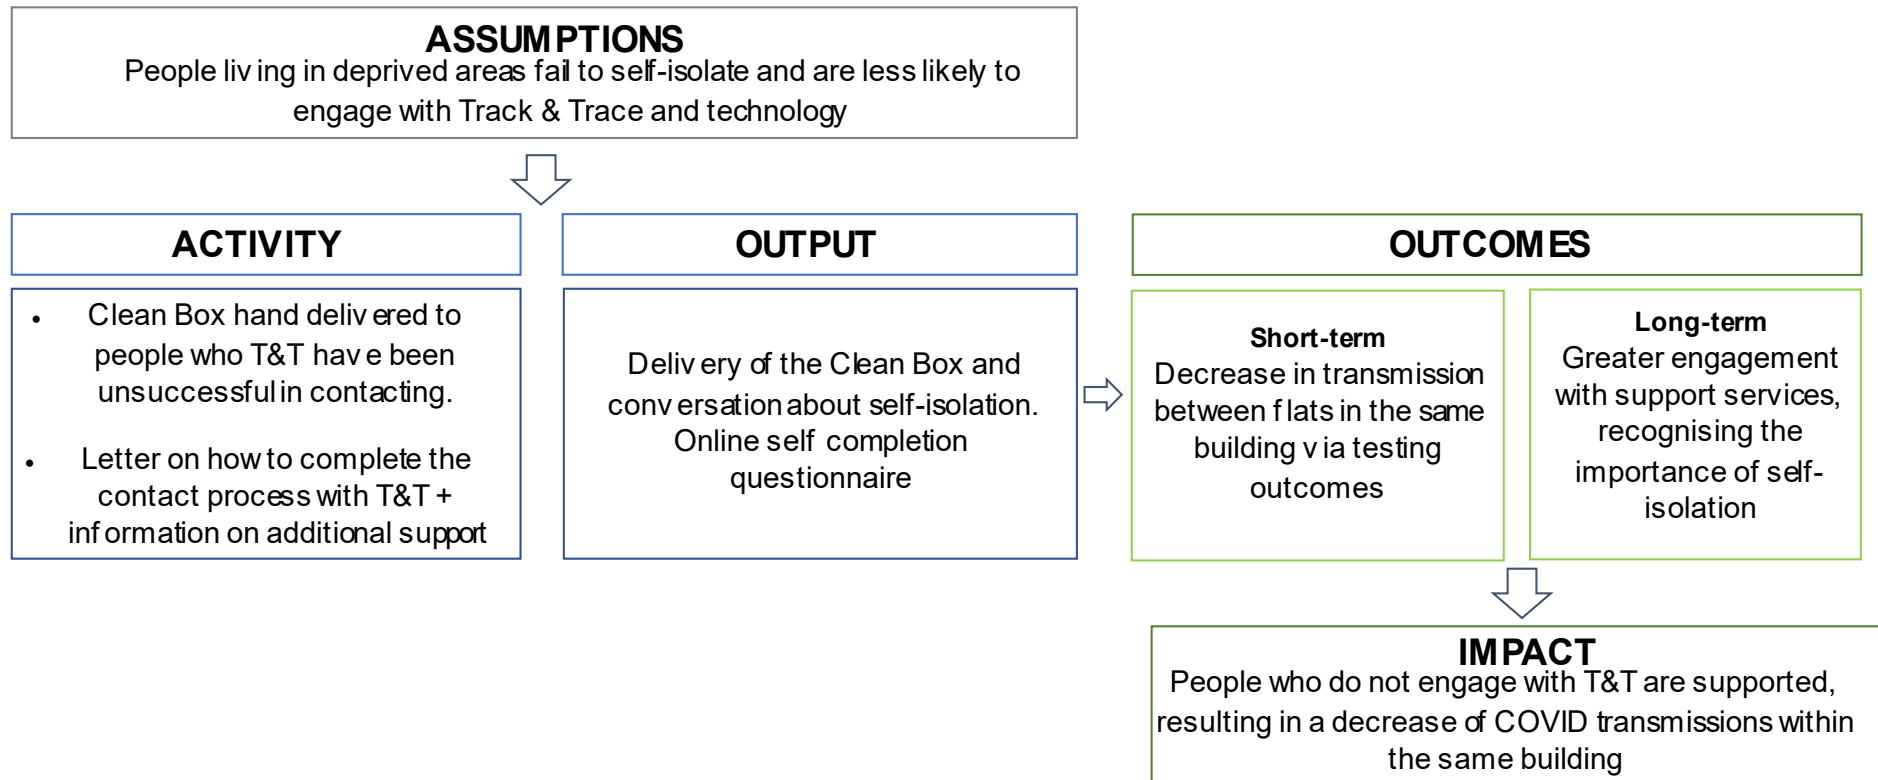 ASSUMPTIONS
People living in deprived areas fail to self-isolate and are less likely to
engage with Track & Trace and technology
ACTIVITY
• Clean Box hand delivered to
people who T&T have been
unsuccessful in contacting.
• Letter on how to complete the
contact process with T&T +
information on additional support
OUTPUT
Delivery of the Clean Box and
conversation about self-isolation.
Online self completion
questionnaire
OUTCOMES
Short-term
Decrease in transmission
between flats in the same
building via testing
outcomes
Long-term
Greater engagement
with support services,
recognising the
importance of self-
isolation
IMPACT
People who do not engage with T&T are supported,
resulting in a decrease of COVID transmissions within
the same building